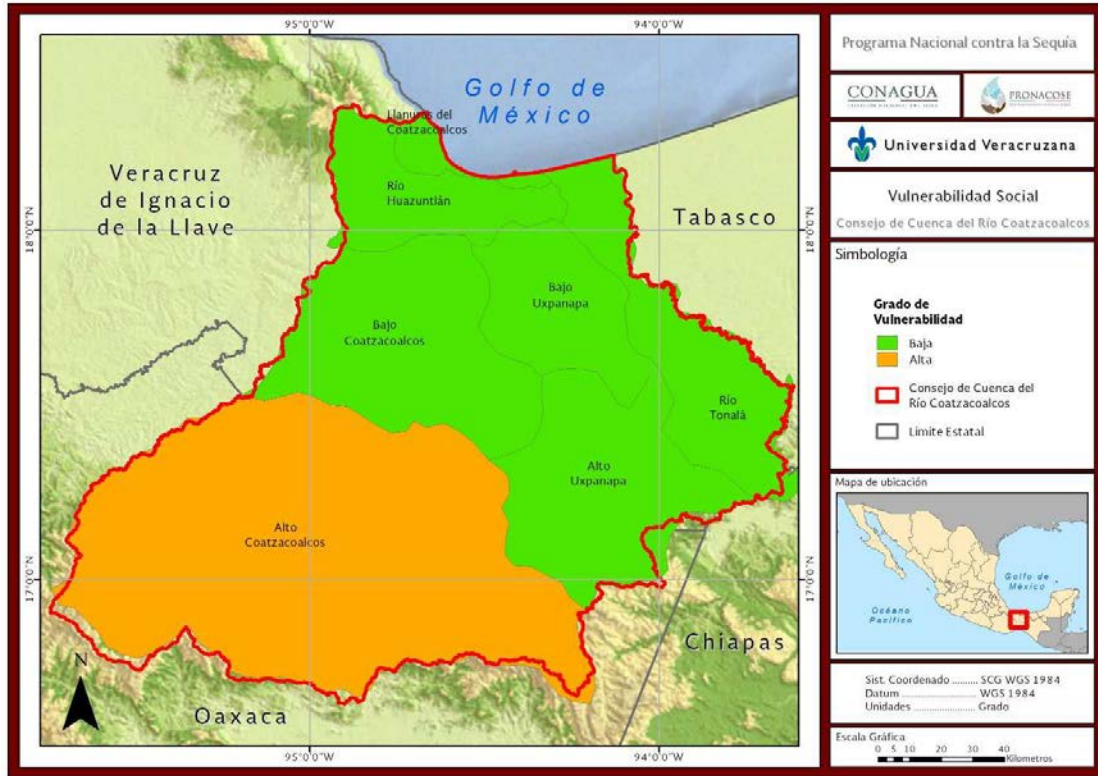 95°0'0"W
94°0'0"W
Golfo de
México
Llanuras del
Coatzacoalcos
Veracruz
de Ignacio
de la Llave
Río
Huazuntlán
Tabasco
18°0'0"N
18°0'0"N
Bajo
Uxpanapa
Bajo
Coatzacoalcos
Río
Tonalá
Alto
Uxpanapa
Alto
Coatzacoalcos
17°0'0"N
17°0'0"N
Chiapas
N
Oaxaca
95°0'0"W
94°0'0"W
Programa Nacional contra la Sequía
CONAGUA
PRONACOSE
Universidad Veracruzana
Vulnerabilidad Social
Consejo de Cuenca del Río Coatzacoalcos
Simbología
Grado de
Vulnerabilidad
Baja
Alta
Consejo de Cuenca del
Río Coatzacoalcos
Límite Estatal
Mapa de ubicación
Golfo de
México
Océano
Pacífico
Sist. Coordenado ......... SCG WGS 1984
Datum ...................... WGS 1984
Unidades ..................... Grado
Escala Gráfica
0 5 10 20 30 40
Kilometros